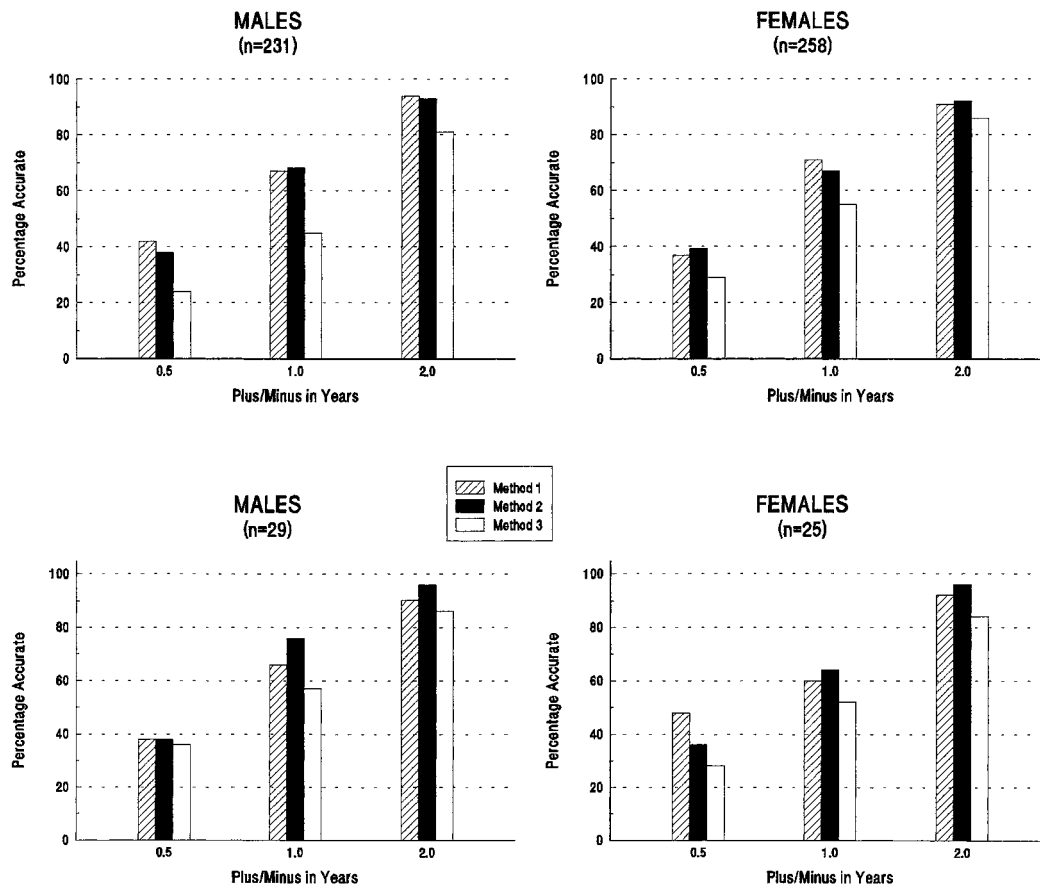 MALES
(n=231)
100
80
60
40
20
0
Percentage Accurate
0.5 1.0 2.0
Plus/Minus in Years
FEMALES
(n=258)
100
80
60
40
20
0
Percentage Accurate
0.5 1.0 2.0
Plus/Minus in Years
Method 1
Method 2
Method 3
MALES
(n=29)
100
80
60
40
20
0
Percentage Accurate
0.5 1.0 2.0
Plus/Minus in Years
FEMALES
(n=25)
100
80
60
40
20
0
Percentage Accurate
0.5 1.0 2.0
Plus/Minus in Years